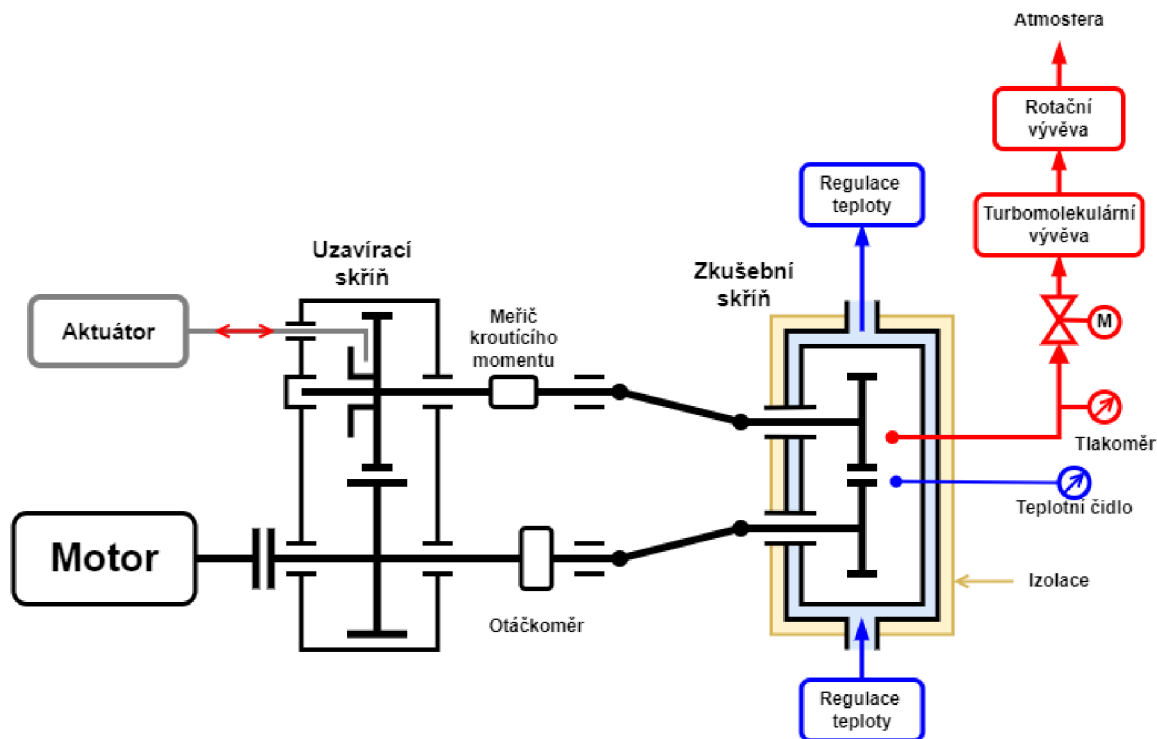 Atmosfera
Rotační
vývěva
Regulace
teploty
Turbomolekulární
vývěva
Uzavírací
skříň
Zkušební
skříň
Aktuátor
Meřič
kroutícího
momentu
M
Tlakoměr
Teplotní čidlo
Motor
Izolace
Otáčkoměr
Regulace
teploty